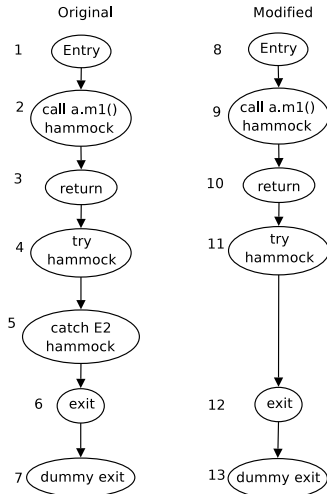 Original
1
Entry
2
call a.m1()
hammock
3
return
4
try
hammock
5
catch E2
hammock
6
exit
7
dummy exit
Modified
8
Entry
9
call a.m1()
hammock
10
return
11
try
hammock
12
exit
13
dummy exit